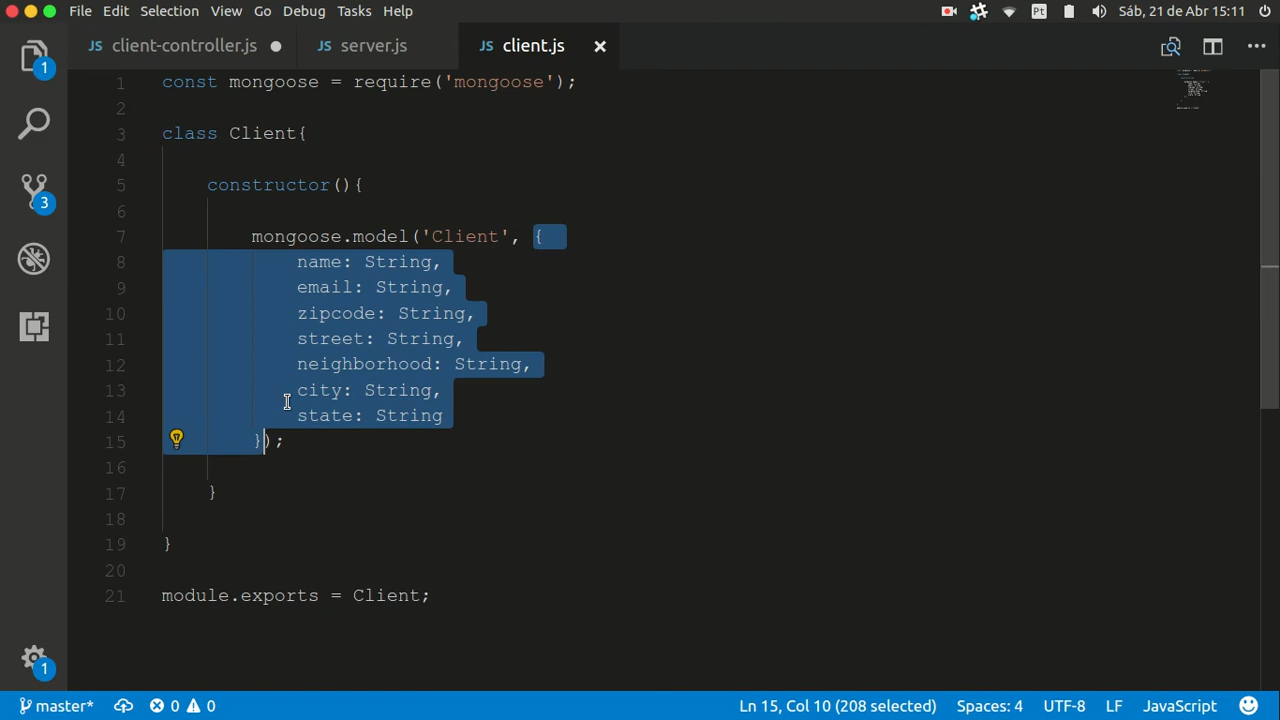 File Edit Selection View Go Debug Tasks Help Pt Sáb, 21 de Abr 15:11
JS client-controller.js JS server.js JS client.js
1 const mongoose = require('mongoose');
2
3 class Client{
4
5 constructor(){
6
7 mongoose.model('Client', {
8 name: String,
9 email: String,
10 zipcode: String,
11 street: String,
12 neighborhood: String,
13 city: String,
14 state: String
15 });
16
17 }
18
19 }
20
21 module.exports = Client;
1
3
1
master* 0 0 Ln 15, Col 10 (208 selected) Spaces: 4 UTF-8 LF JavaScript